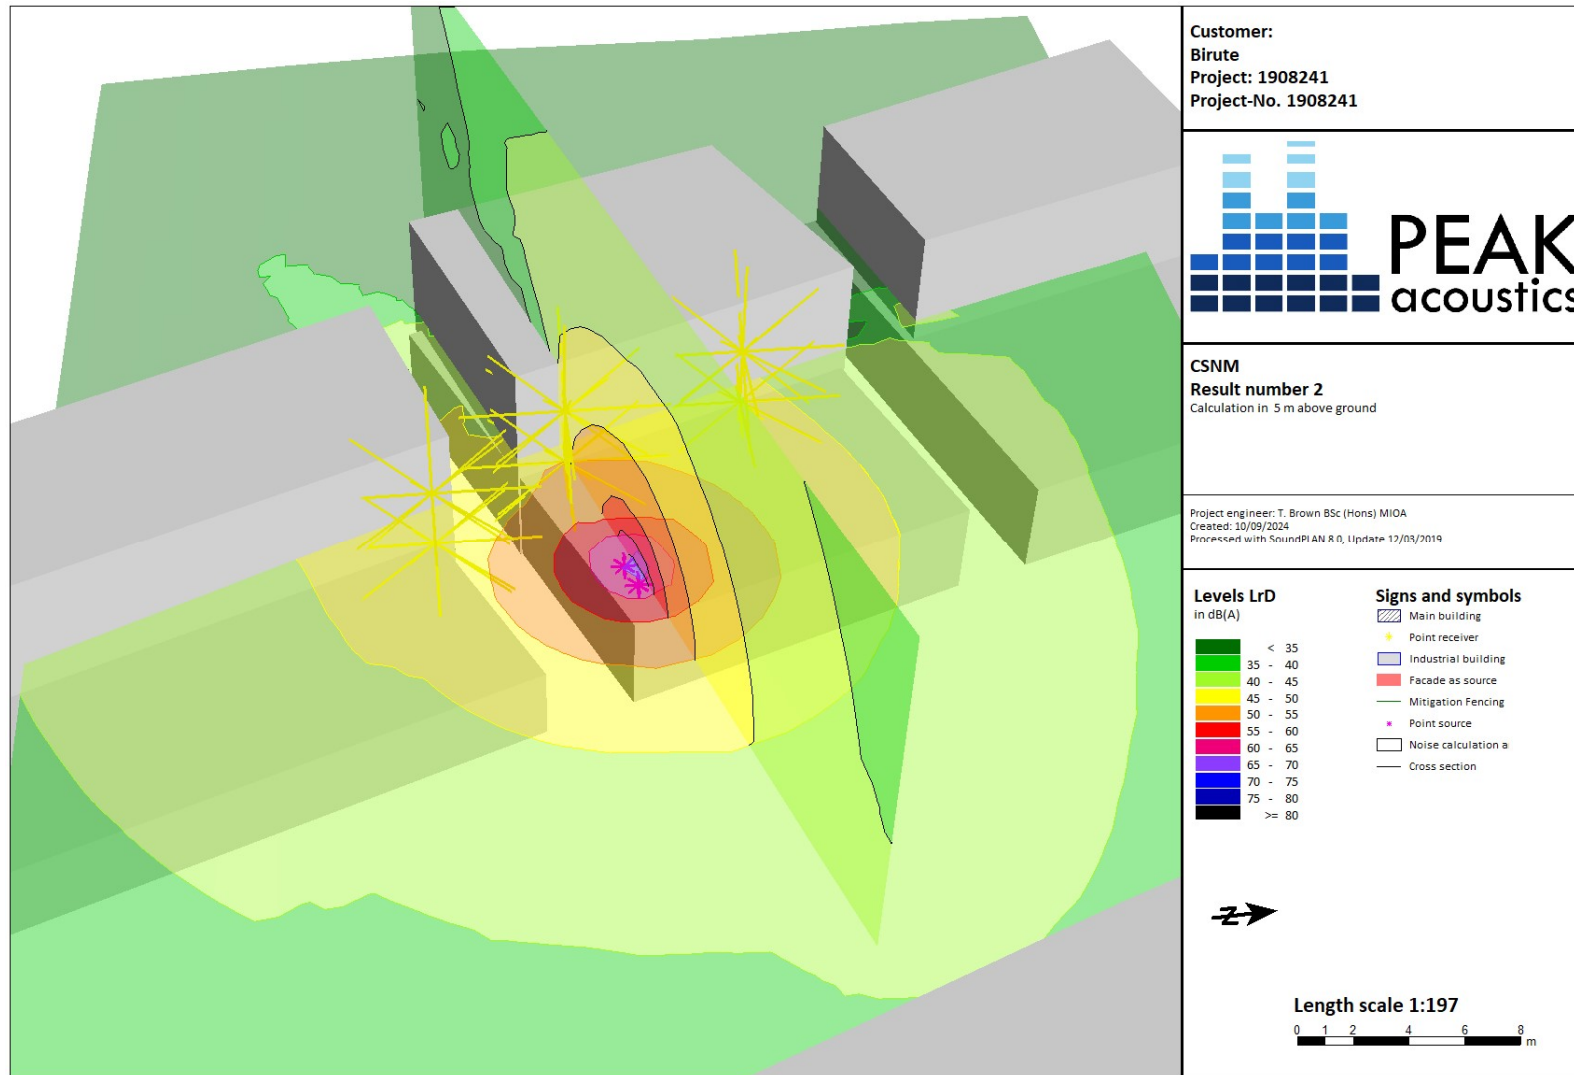 Customer:
Birute
Project: 1908241
Project-No. 1908241
PEAK
acoustics
CSNM
Result number 2
Calculation in 5 m above ground
Project engineer: T. Brown BSc (Hons) MIOA
Created: 10/09/2024
Processed with SoundPLAN 8.0, Update 12/03/2019
Levels LrD
in dB(A)
< 35
35 - 40
40 - 45
45 - 50
50 - 55
55 - 60
60 - 65
65 - 70
70 - 75
75 - 80
>= 80
Signs and symbols
Main building
Point receiver
Industrial building
Facade as source
Mitigation Fencing
Point source
Noise calculation a
Cross section
Z
Length scale 1:197
0 1 2 4 6 8
m